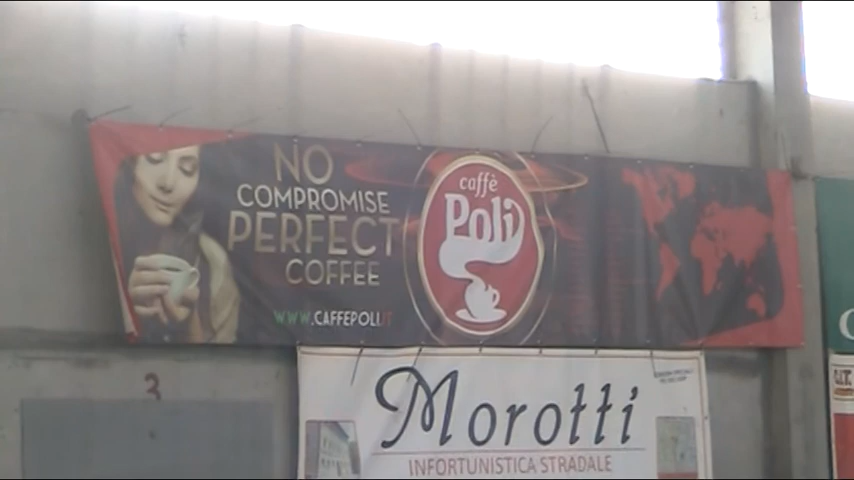 NO
COMPROMISE
PERFECT
COFFEE
WWW.CAFFEPOLI.IT
caffè
Poli
3
Morotti
INFORTUNISTICA STRADALE